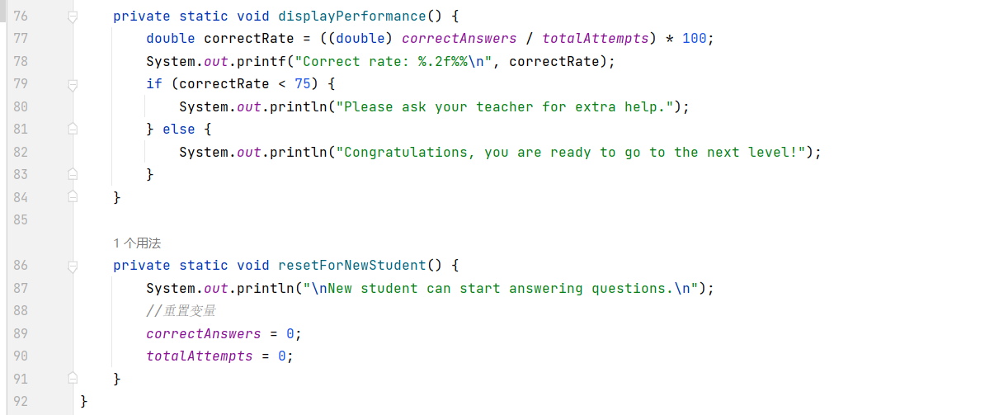 76 private static void displayPerformance() {
77 double correctRate = ((double) correctAnswers / totalAttempts) * 100;
78 System.out.printf("Correct rate: %.2f%%\n", correctRate);
79 if (correctRate < 75) {
80 System.out.println("Please ask your teacher for extra help.");
81 } else {
82 System.out.println("Congratulations, you are ready to go to the next level!");
83 }
84 }
85
1 个用法
86 private static void resetForNewStudent() {
87 System.out.println("\nNew student can start answering questions.\n");
88 //重置变量
89 correctAnswers = 0;
90 totalAttempts = 0;
91 }
92 }